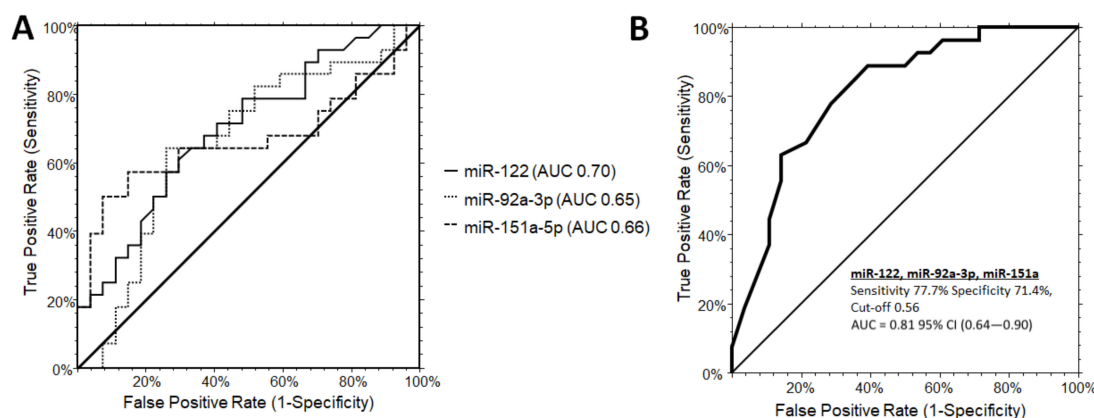 A
True Positive Rate (Sensitivity)
100%
80%
60%
40%
20%
0%
20%
40%
60%
80%
100%
False Positive Rate (1-Specificity)
miR-122 (AUC 0.70)
miR-92a-3p (AUC 0.65)
miR-151a-5p (AUC 0.66)
B
True Positive Rate (Sensitivity)
100%
80%
60%
40%
20%
0%
20%
40%
60%
80%
100%
False Positive Rate (1-Specificity)
miR-122, miR-92a-3p, miR-151a
Sensitivity 77.7% Specificity 71.4%,
Cut-off 0.56
AUC = 0.81 95% CI (0.64—0.90)